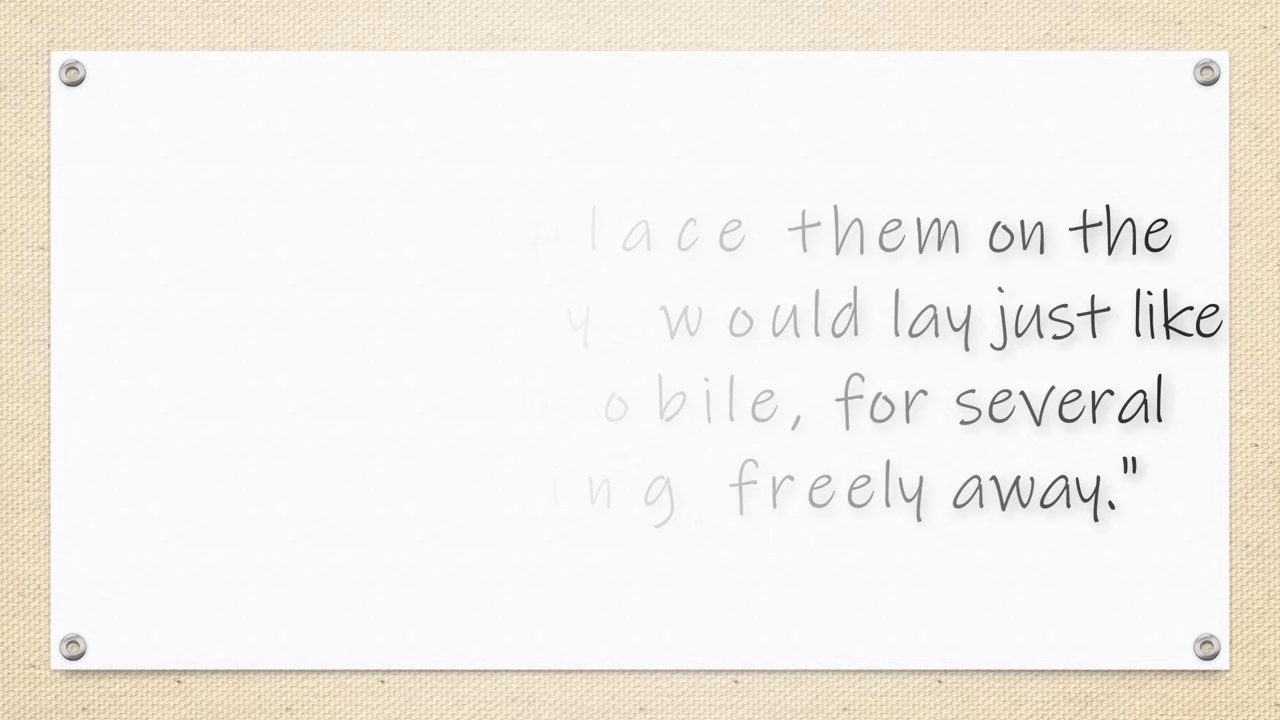 lace them on the
y would lay just like
obile, for several
ing freely away."